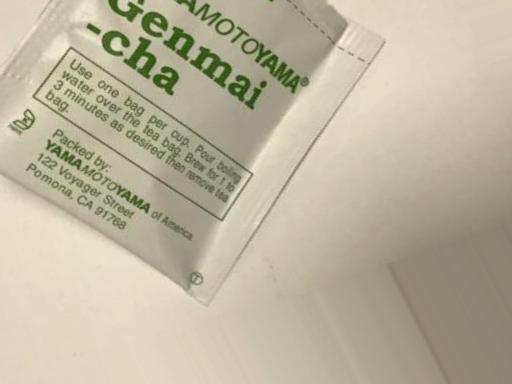 YAMAMOTOYAMA®
Genmai
-cha
Use one bag per cup. Pour boiling
water over the tea bag. Brew for 1 to
3 minutes as desired then remove tea
bag.
Packed by:
YAMAMOTOYAMA of America
122 Voyager Street
Pomona, CA 91768